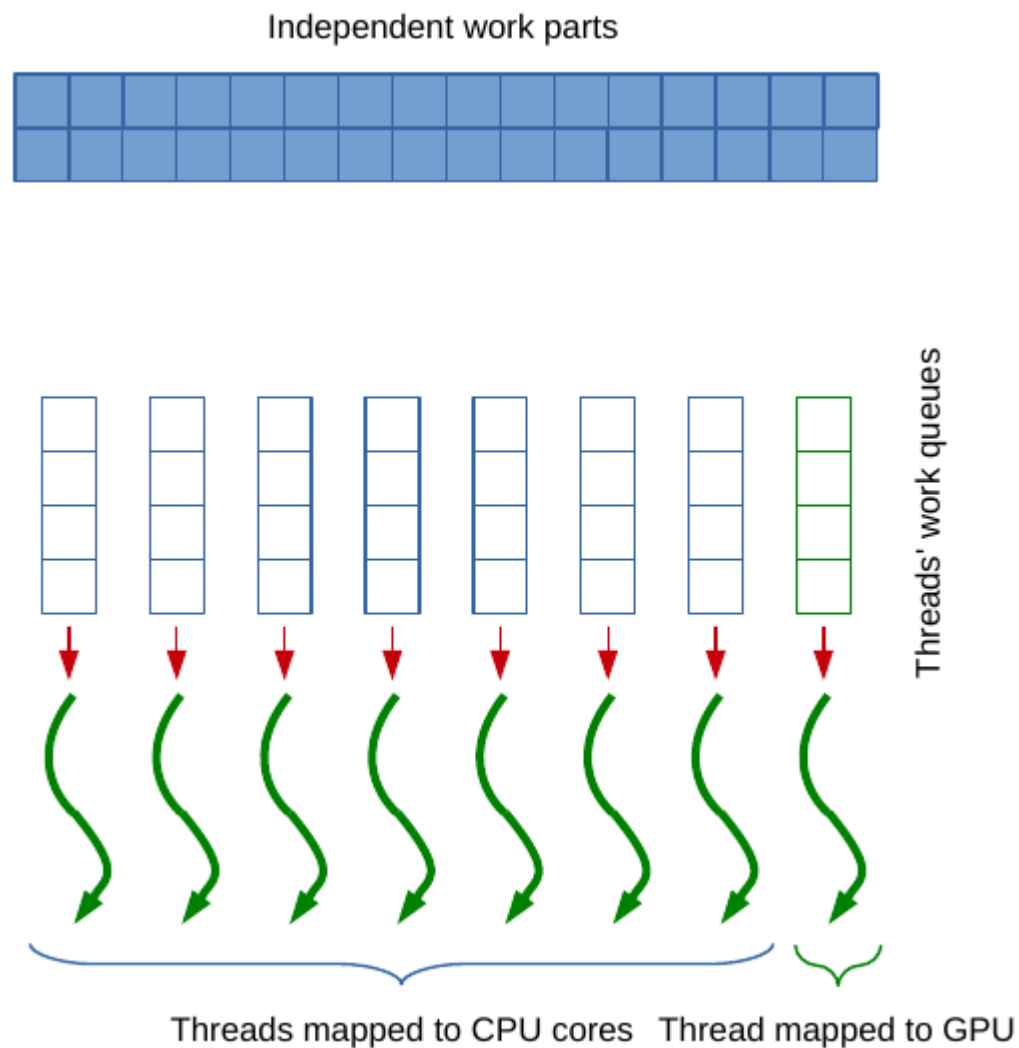 Independent work parts
Threads' work queues
Threads mapped to CPU cores
Thread mapped to GPU